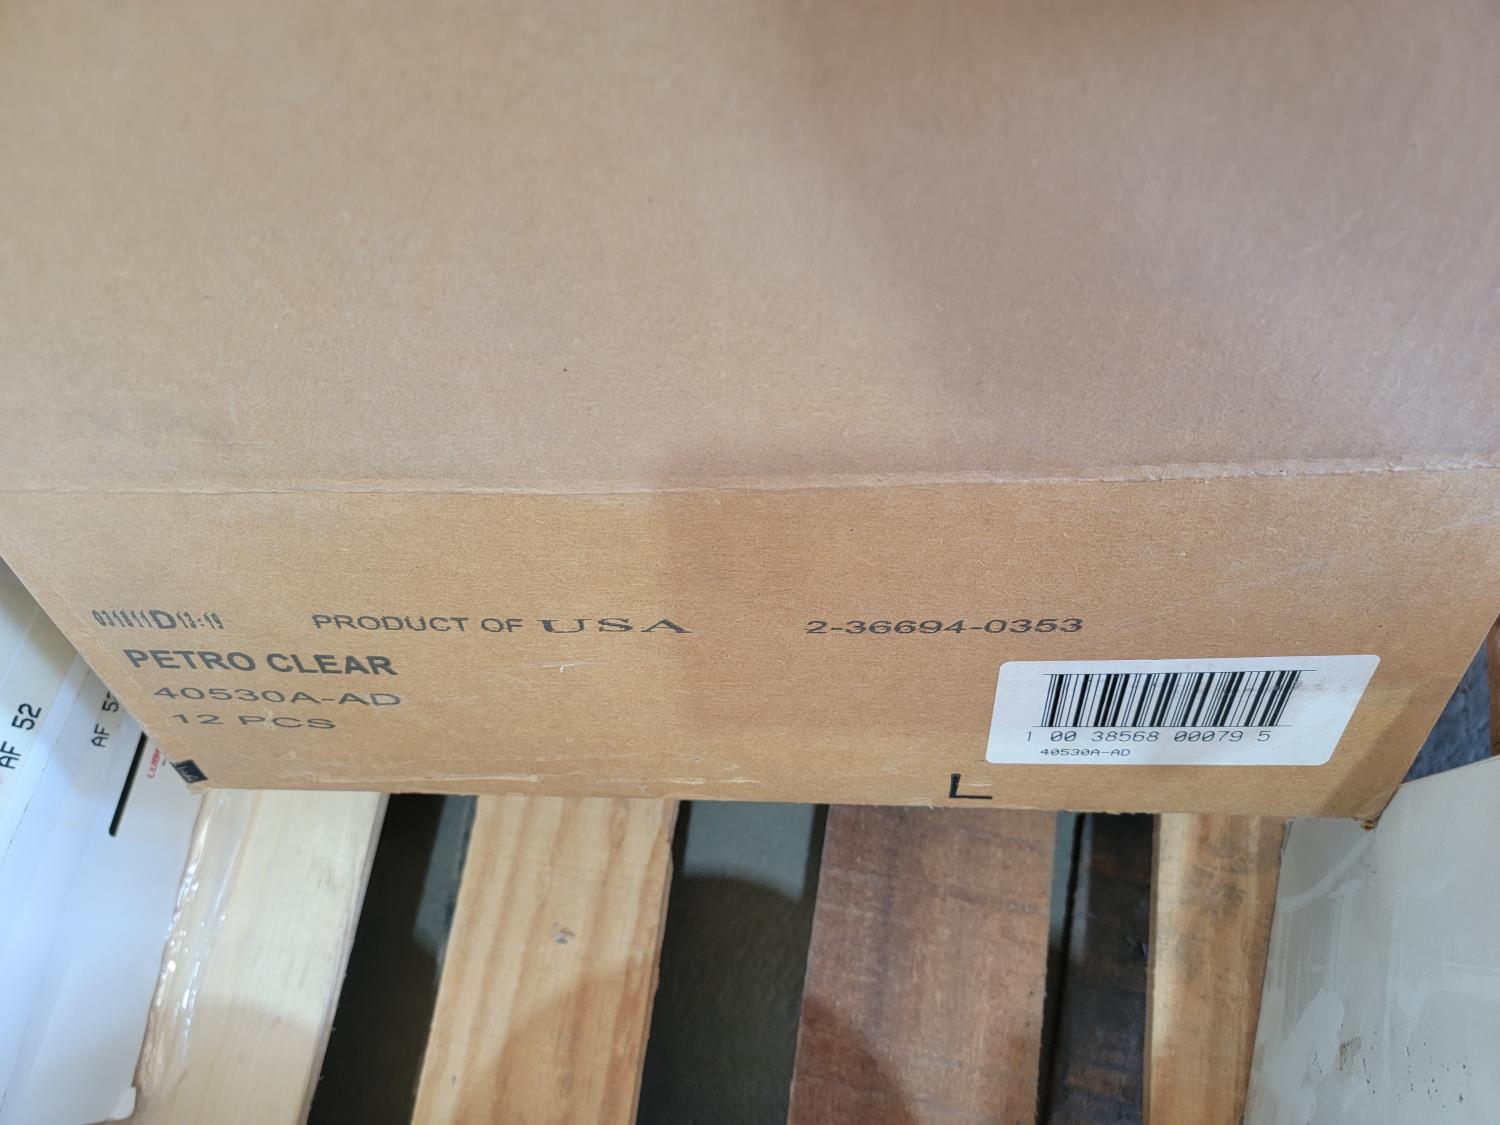 PRODUCT OF USA 2-36694-0353
PETRO CLEAR
40530A-AD
12 PCS
1 00 38568 00079 5
40530A-AD
L
AF 52
AF